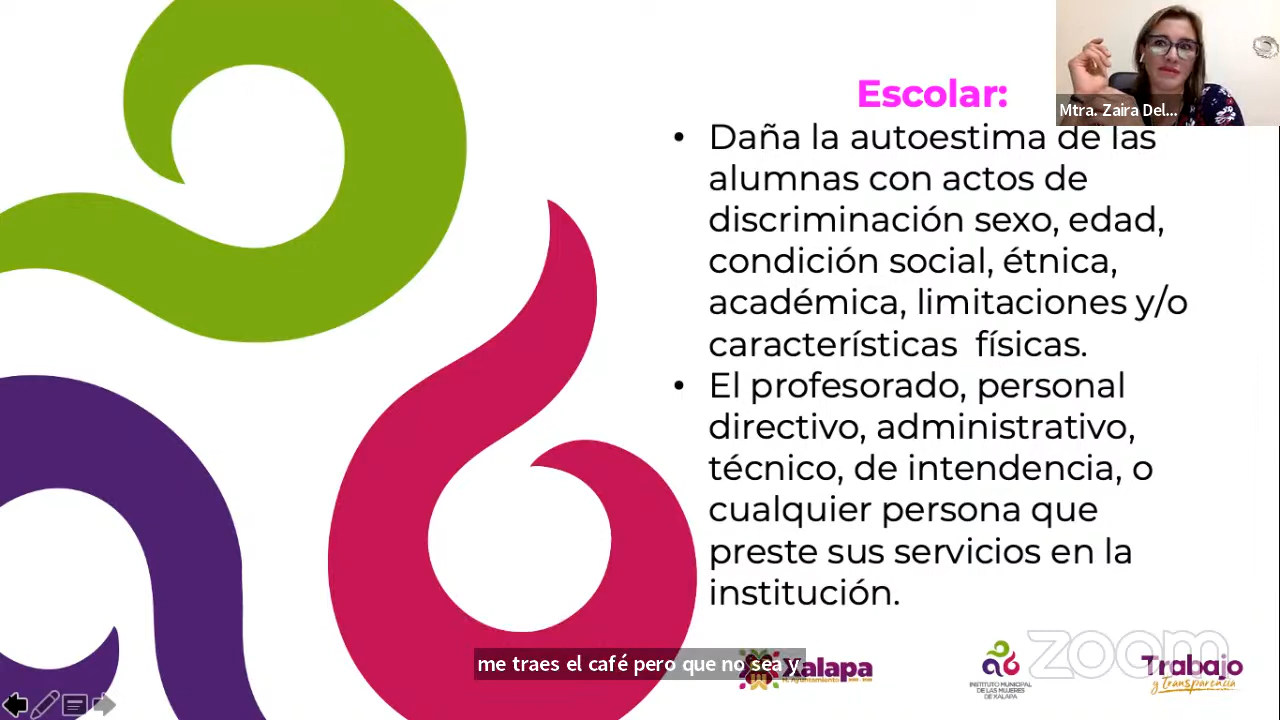 Escolar:
Mtra. Zaira Del...
• Daña la autoestima de las
alumnas con actos de
discriminación sexo, edad,
condición social, étnica,
académica, limitaciones y/o
características  físicas.
• El profesorado, personal
directivo, administrativo,
técnico, de intendencia, o
cualquier persona que
preste sus servicios en la
institución.
me traes el café pero que no sea y
Xalapa
H. Ayuntamiento
INSTITUTO MUNICIPAL
DE LAS MUJERES
DE XALAPA
zoom
Trabajo
y Transparencia